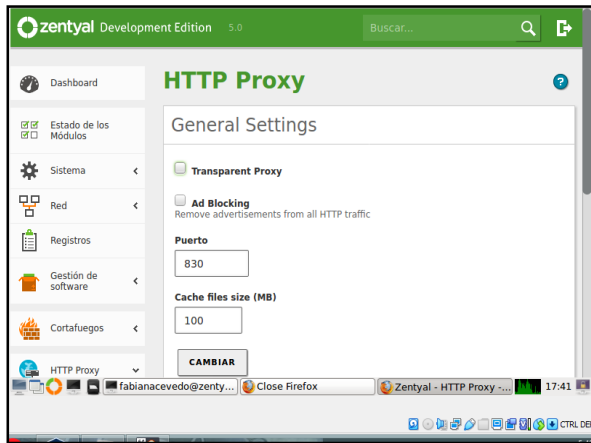 zentyal Development Edition 5.0
Buscar...
Dashboard
HTTP Proxy
?
Estado de los
Módulos
General Settings
Sistema
Transparent Proxy
Red
Ad Blocking
Remove advertisements from all HTTP traffic
Registros
Puerto
830
Gestión de
software
Cache files size (MB)
100
Cortafuegos
CAMBIAR
HTTP Proxy
fabianacevedo@zenty...
Close Firefox
Zentyal - HTTP Proxy -...
17:41
CTRL DE